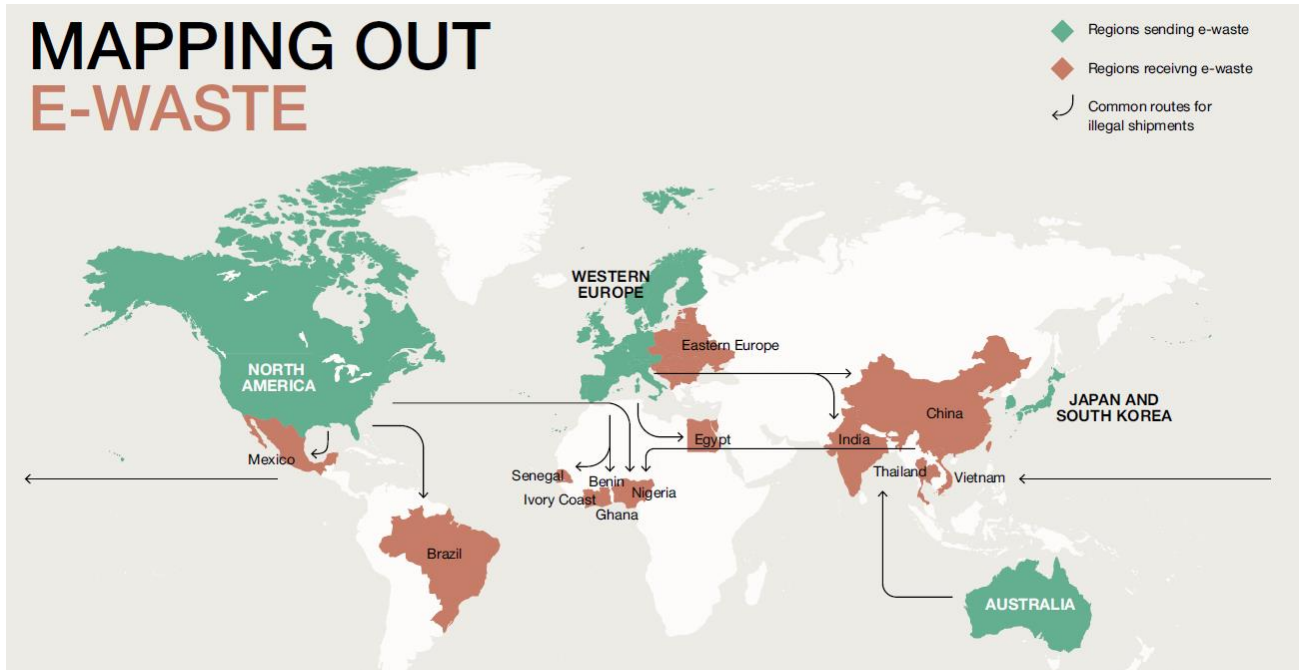 MAPPING OUT
E-WASTE
Regions sending e-waste
Regions receivng e-waste
Common routes for
illegal shipments
WESTERN
EUROPE
Eastern Europe
NORTH
AMERICA
JAPAN AND
SOUTH KOREA
China
Mexico
Egypt
India
Senegal
Benin
Thailand
Vietnam
Ivory Coast
Nigeria
Ghana
Brazil
AUSTRALIA